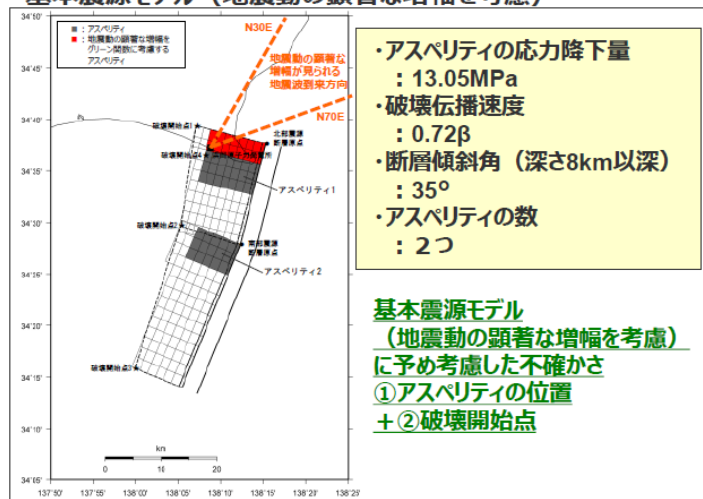 基本震源モデル(地震動の顕著な増幅を考慮)
■:アスペリティ
■:地震動の顕著な増幅を
グリーン関数に考慮する
アスペリティ
N30E
地震動の顕著な
増幅が見られる
地震波到来方向
N70E
破壊開始点1
北部震源
断層原点
破壊開始点4
アスペリティ1
破壊開始点2
断層原点
アスペリティ2
破壊開始点3
km
0 10 20
34°50'
34°45'
34°40'
34°10'
34°10'
34°05'
137°50' 137°55' 138°00' 138°05' 138°10' 138°15' 138°20' 138°25'
・アスペリティの応力降下量
:13.05MPa
・破壊伝播速度
:0.72β
・断層傾斜角(深さ8km以深)
:35°
・アスペリティの数
:2つ
基本震源モデル
(地震動の顕著な増幅を考慮)
に予め考慮した不確かさ
①アスペリティの位置
+②破壊開始点